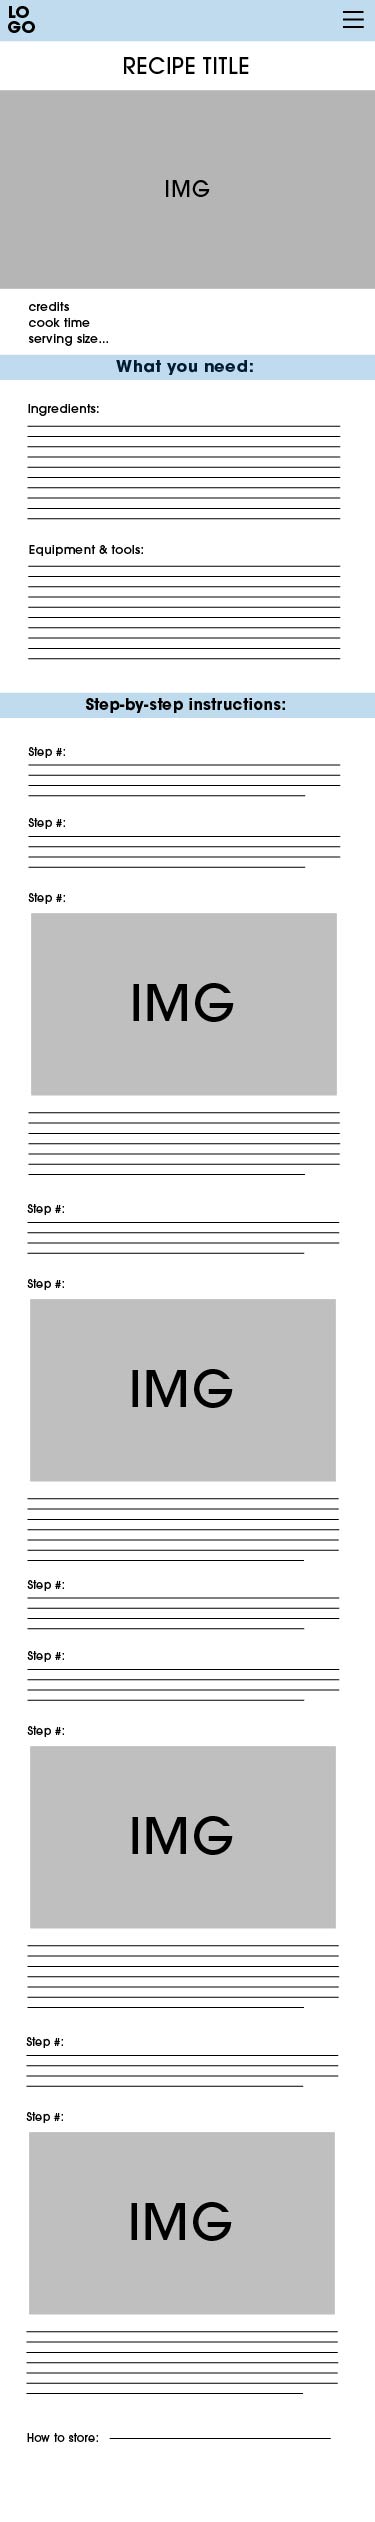 LO
GO
RECIPE TITLE
IMG
credits
cook time
serving size...
What you need:
Ingredients:
Equipment & tools:
Step-by-step instructions:
Step #:
Step #:
Step #:
IMG
Step #:
Step #:
IMG
Step #:
Step #:
Step #:
IMG
Step #:
Step #:
IMG
How to store: